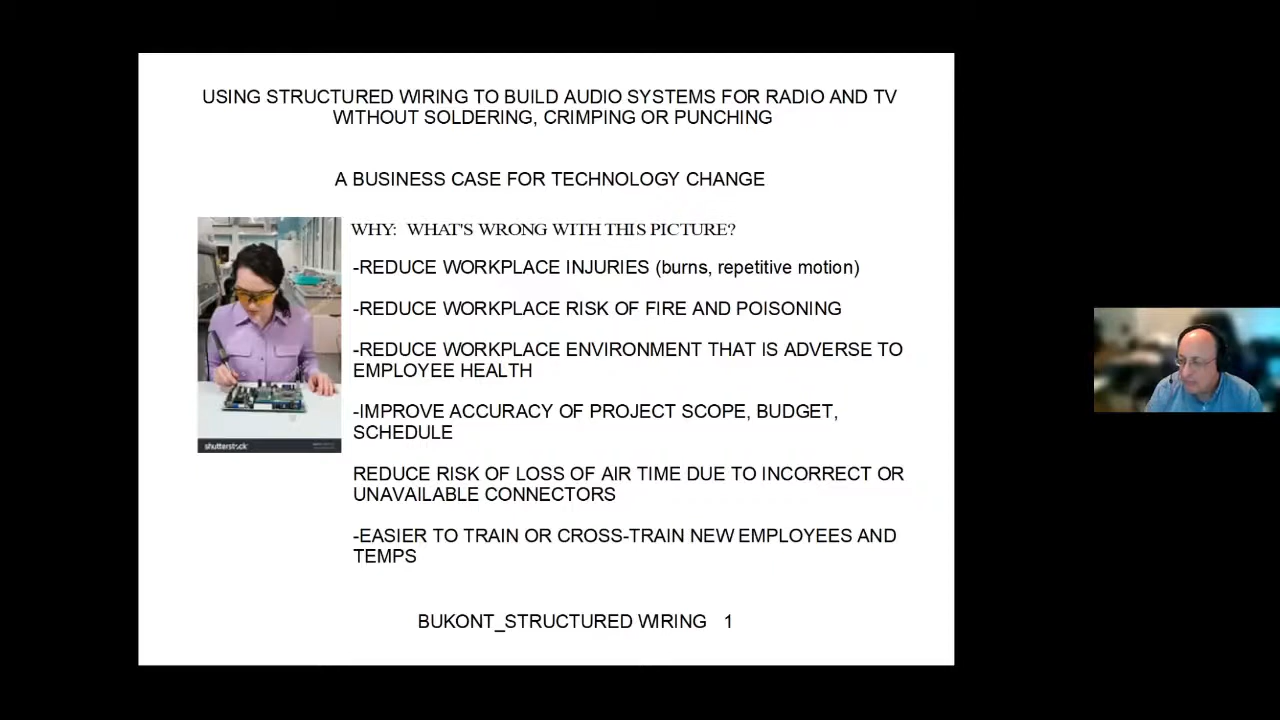 USING STRUCTURED WIRING TO BUILD AUDIO SYSTEMS FOR RADIO AND TV
WITHOUT SOLDERING, CRIMPING OR PUNCHING
A BUSINESS CASE FOR TECHNOLOGY CHANGE
WHY: WHAT'S WRONG WITH THIS PICTURE?
-REDUCE WORKPLACE INJURIES (burns, repetitive motion)
-REDUCE WORKPLACE RISK OF FIRE AND POISONING
-REDUCE WORKPLACE ENVIRONMENT THAT IS ADVERSE TO
EMPLOYEE HEALTH
-IMPROVE ACCURACY OF PROJECT SCOPE, BUDGET,
SCHEDULE
REDUCE RISK OF LOSS OF AIR TIME DUE TO INCORRECT OR
UNAVAILABLE CONNECTORS
-EASIER TO TRAIN OR CROSS-TRAIN NEW EMPLOYEES AND
TEMPS
shutterstock
BUKONT_STRUCTURED WIRING 1